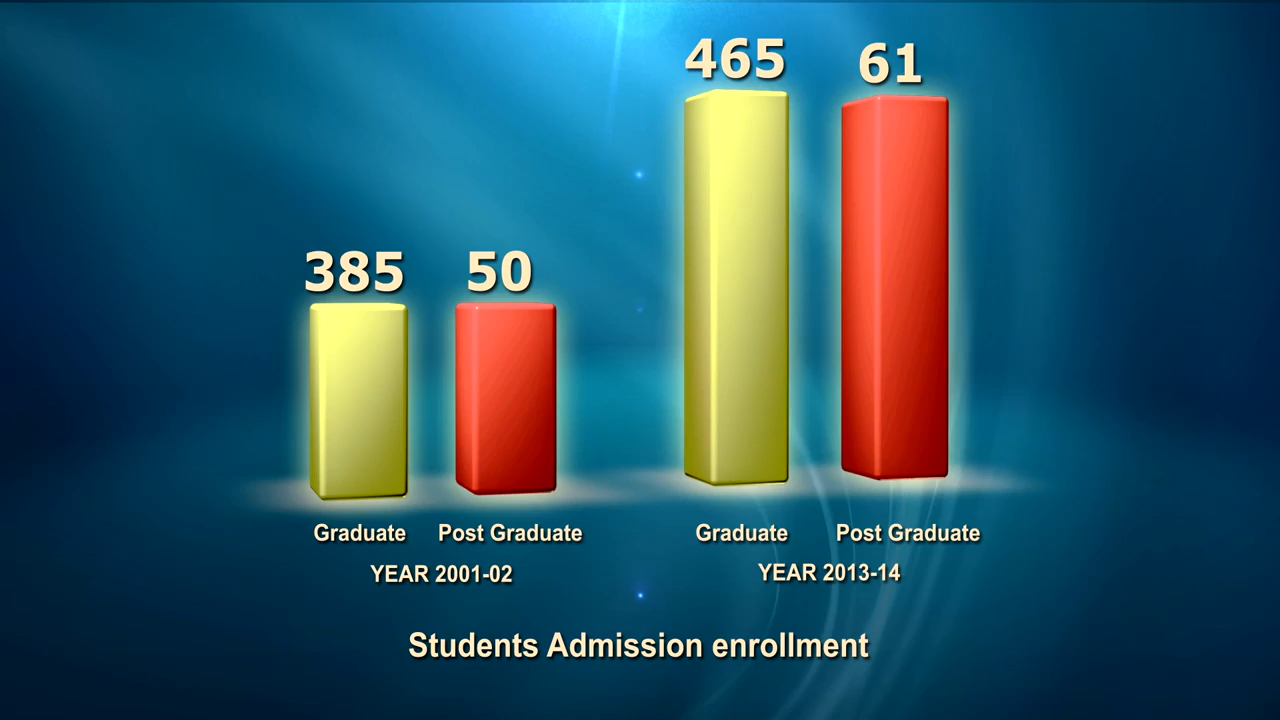 465 61
385 50
Graduate Post Graduate Graduate Post Graduate
YEAR 2001-02 YEAR 2013-14
Students Admission enrollment